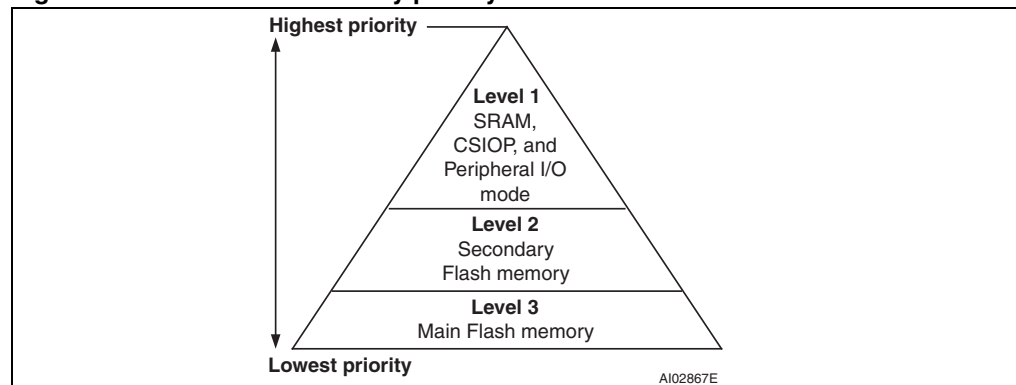 Highest priority
Level 1
SRAM,
CSIOP, and
Peripheral I/O
mode
Level 2
Secondary
Flash memory
Level 3
Main Flash memory
Lowest priority
AI02867E